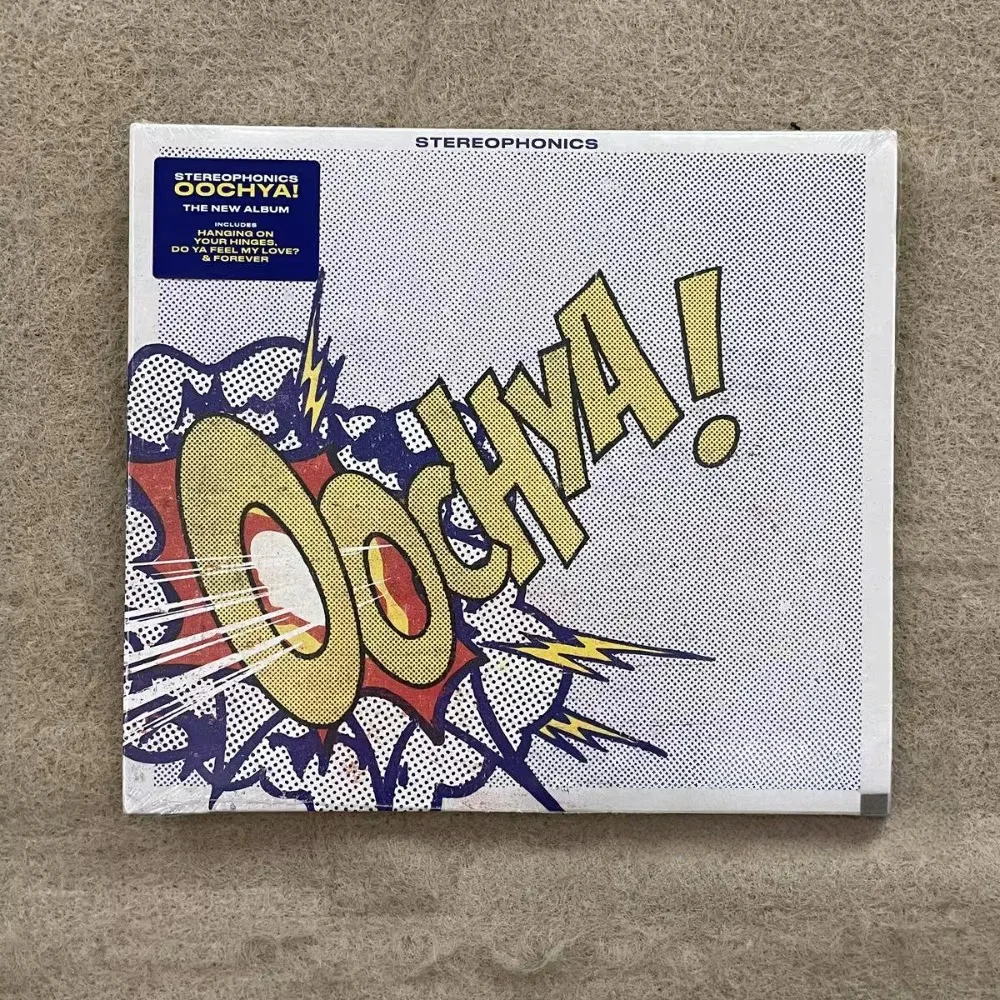 STEREOPHONICS
STEREOPHONICS
OOCHYA!
THE NEW ALBUM
INCLUDES
HANGING ON
YOUR HINGES,
DO YA FEEL MY LOVE?
& FOREVER
OOCHYA!